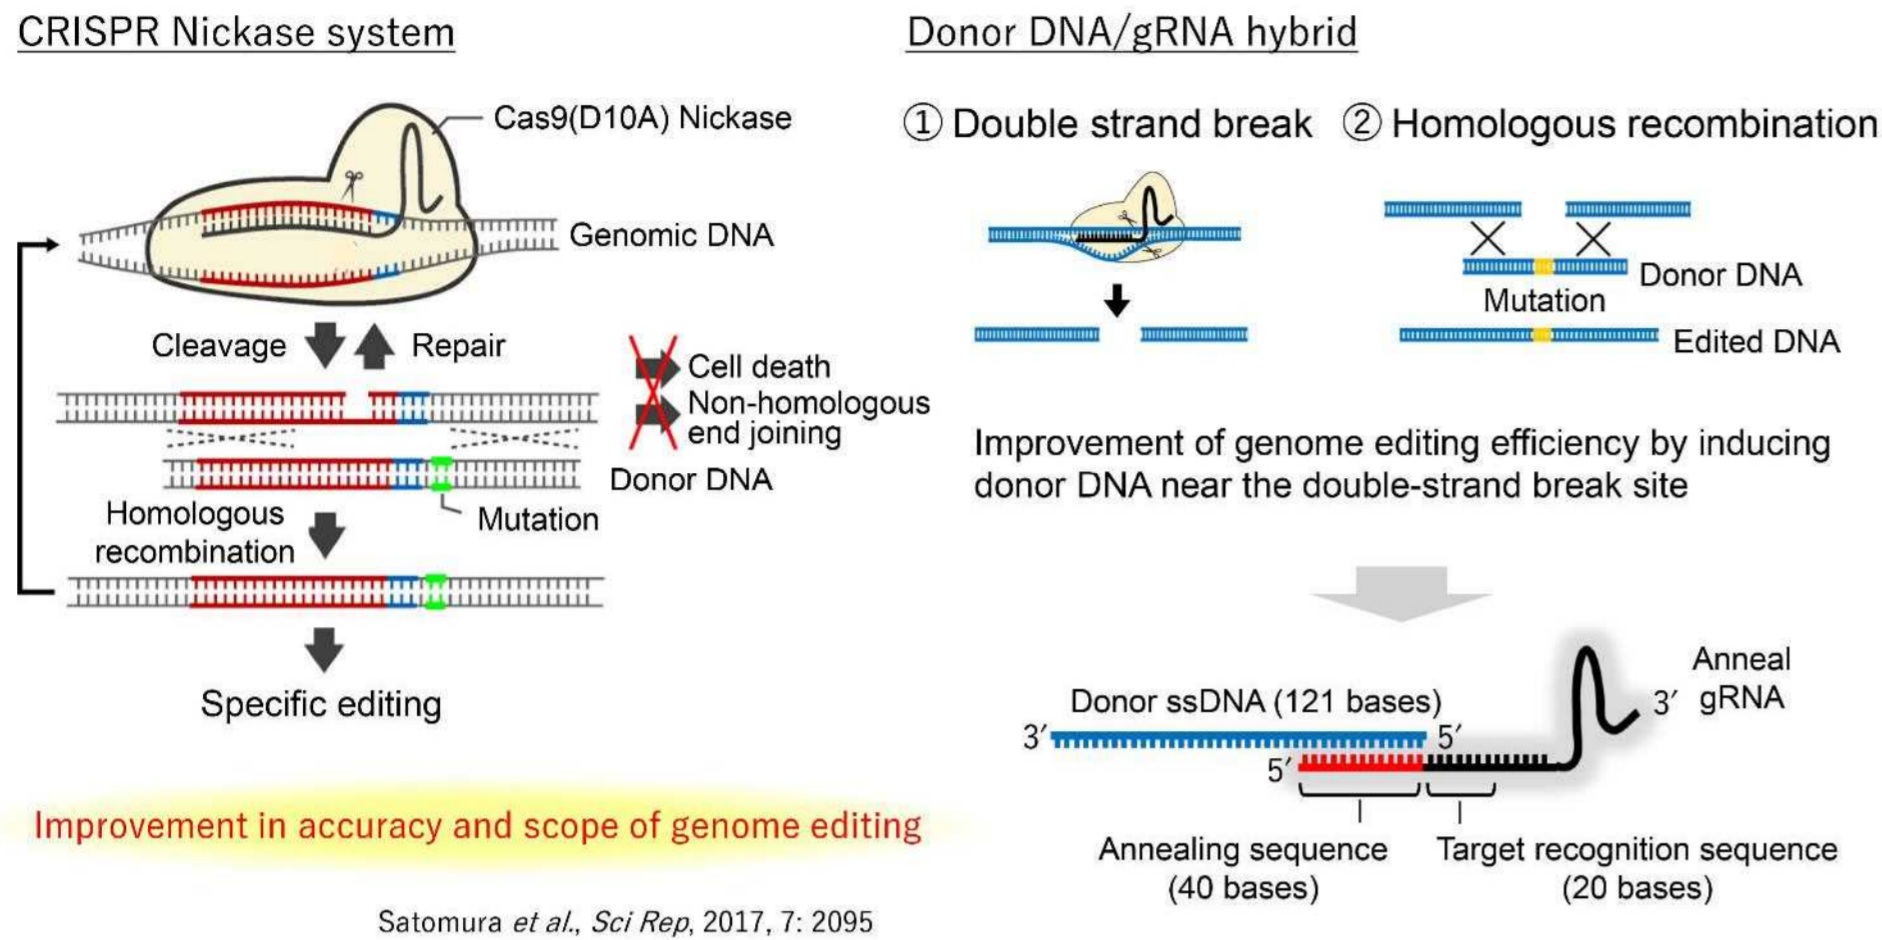 CRISPR Nickase system
Cas9(D10A) Nickase
Genomic DNA
Cleavage
Repair
Cell death
Non-homologous
end joining
Donor DNA
Mutation
Homologous
recombination
Specific editing
Improvement in accuracy and scope of genome editing
Satomura et al., Sci Rep, 2017, 7: 2095
Donor DNA/gRNA hybrid
① Double strand break
② Homologous recombination
Donor DNA
Mutation
Edited DNA
Improvement of genome editing efficiency by inducing
donor DNA near the double-strand break site
Anneal
gRNA
Donor ssDNA (121 bases)
3′
5′
3′
5′
Annealing sequence
(40 bases)
Target recognition sequence
(20 bases)